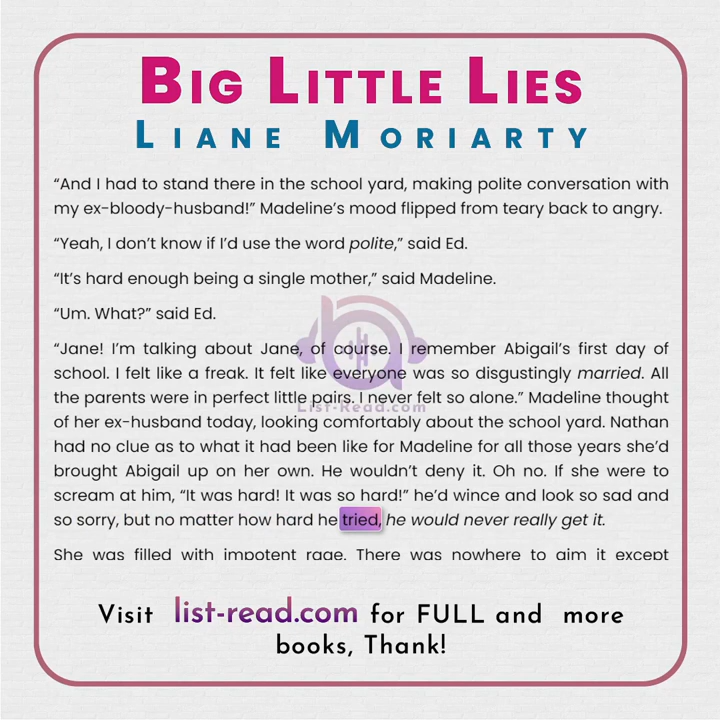 Big Little Lies
Liane Moriarty
“And I had to stand there in the school yard, making polite conversation with
my ex-bloody-husband!” Madeline’s mood flipped from teary back to angry.
“Yeah, I don’t know if I’d use the word polite,” said Ed.
“It’s hard enough being a single mother,” said Madeline.
“Um. What?” said Ed.
“Jane! I’m talking about Jane, of course. I remember Abigail’s first day of
school. I felt like a freak. It felt like everyone was so disgustingly married. All
the parents were in perfect little pairs. I never felt so alone.” Madeline thought
List-Read.com
of her ex-husband today, looking comfortably about the school yard. Nathan
had no clue as to what it had been like for Madeline for all those years she’d
brought Abigail up on her own. He wouldn’t deny it. Oh no. If she were to
scream at him, “It was hard! It was so hard!” he’d wince and look so sad and
so sorry, but no matter how hard he tried, he would never really get it.
She was filled with impotent rage. There was nowhere to aim it except
Visit list-read.com for FULL and more
books, Thank!